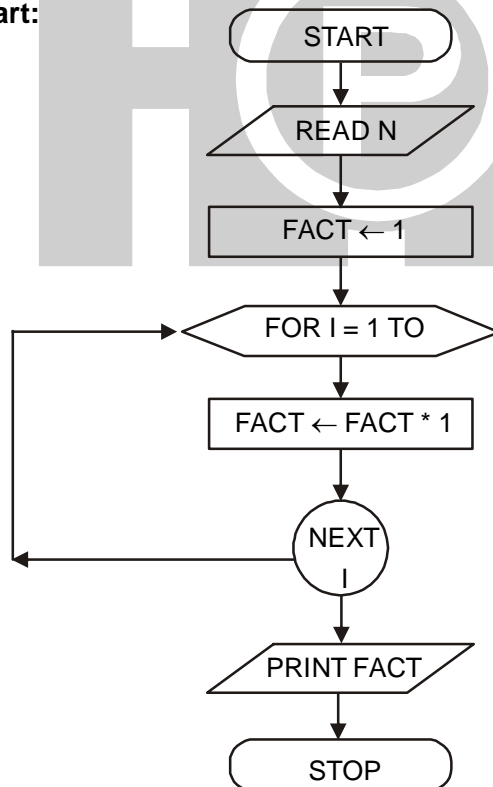 art:
START
READ N
FACT ← 1
FOR I = 1 TO
FACT ← FACT * 1
NEXT
I
PRINT FACT
STOP